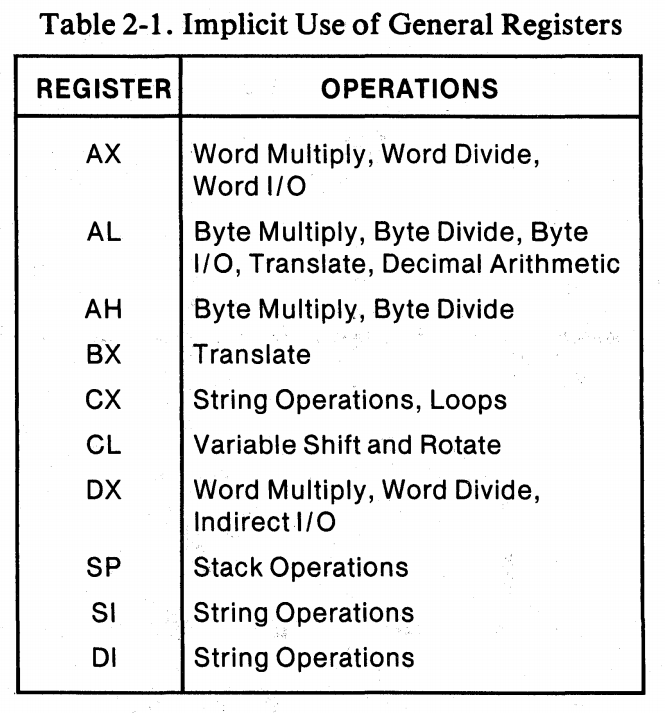 Table 2-1. Implicit Use of General Registers
REGISTER OPERATIONS
AX Word Multiply, Word Divide,
Word I/O
AL Byte Multiply, Byte Divide, Byte
I/O, Translate, Decimal Arithmetic
AH Byte Multiply, Byte Divide
BX Translate
CX String Operations, Loops
CL Variable Shift and Rotate
DX Word Multiply, Word Divide,
Indirect I/O
SP Stack Operations
SI String Operations
DI String Operations